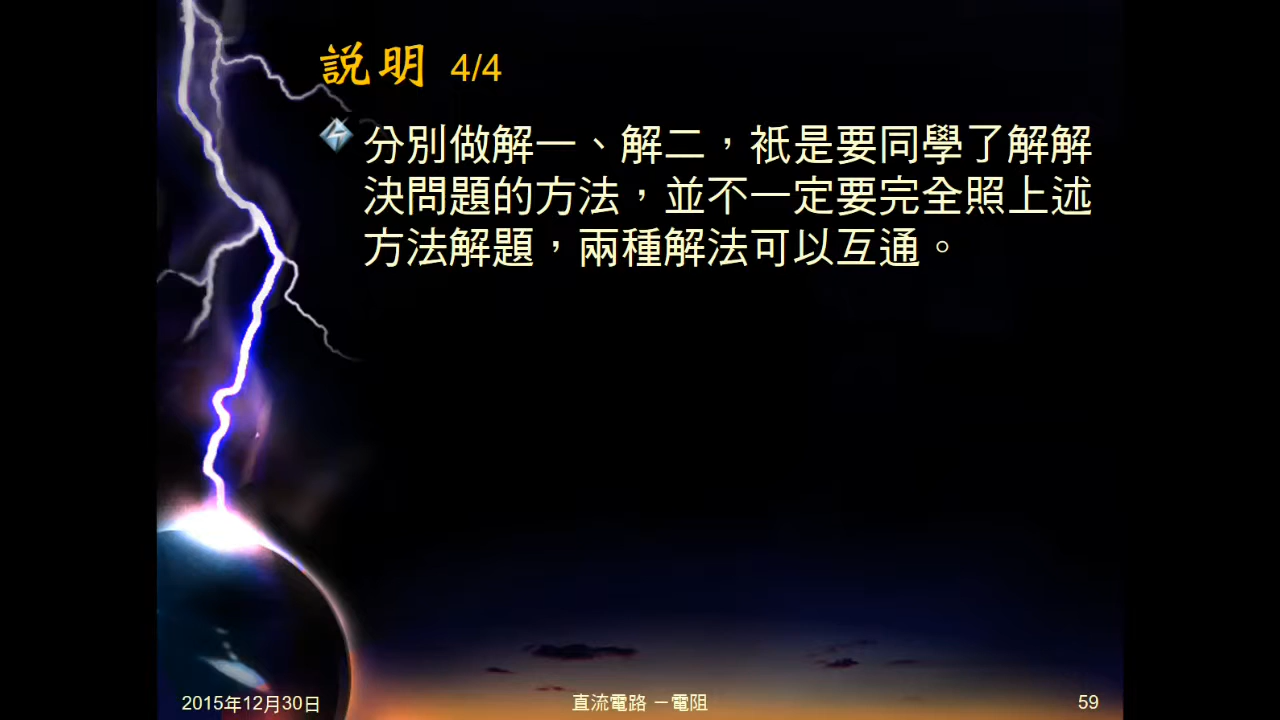 説明 4/4
分別做解一、解二，衹是要同學了解解
決問題的方法，並不一定要完全照上述
方法解題，兩種解法可以互通。
2015年12月30日
直流電路 －電阻
59